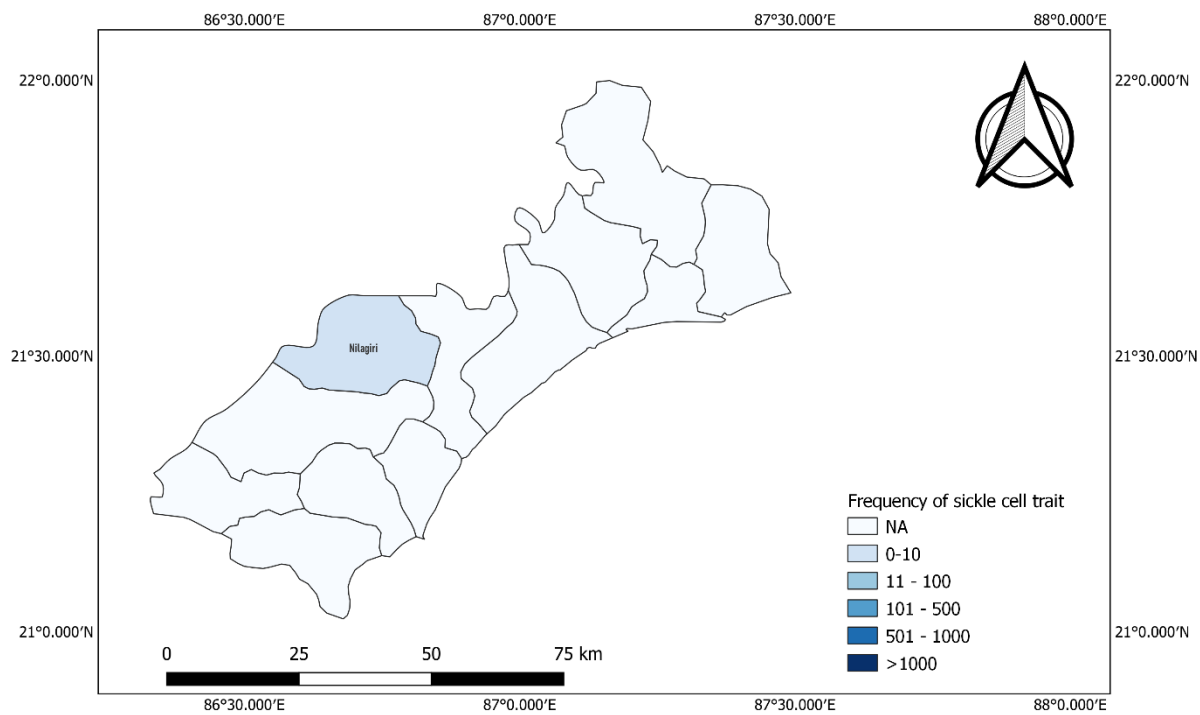 86°30.000′E 87°0.000′E 87°30.000′E 88°0.000′E
22°0.000′N 22°0.000′N
21°30.000′N Nilagiri 21°30.000′N
Frequency of sickle cell trait
NA
0-10
11 - 100
101 - 500
501 - 1000
>1000
21°0.000′N 21°0.000′N
0 25 50 75 km
86°30.000′E 87°0.000′E 87°30.000′E 88°0.000′E